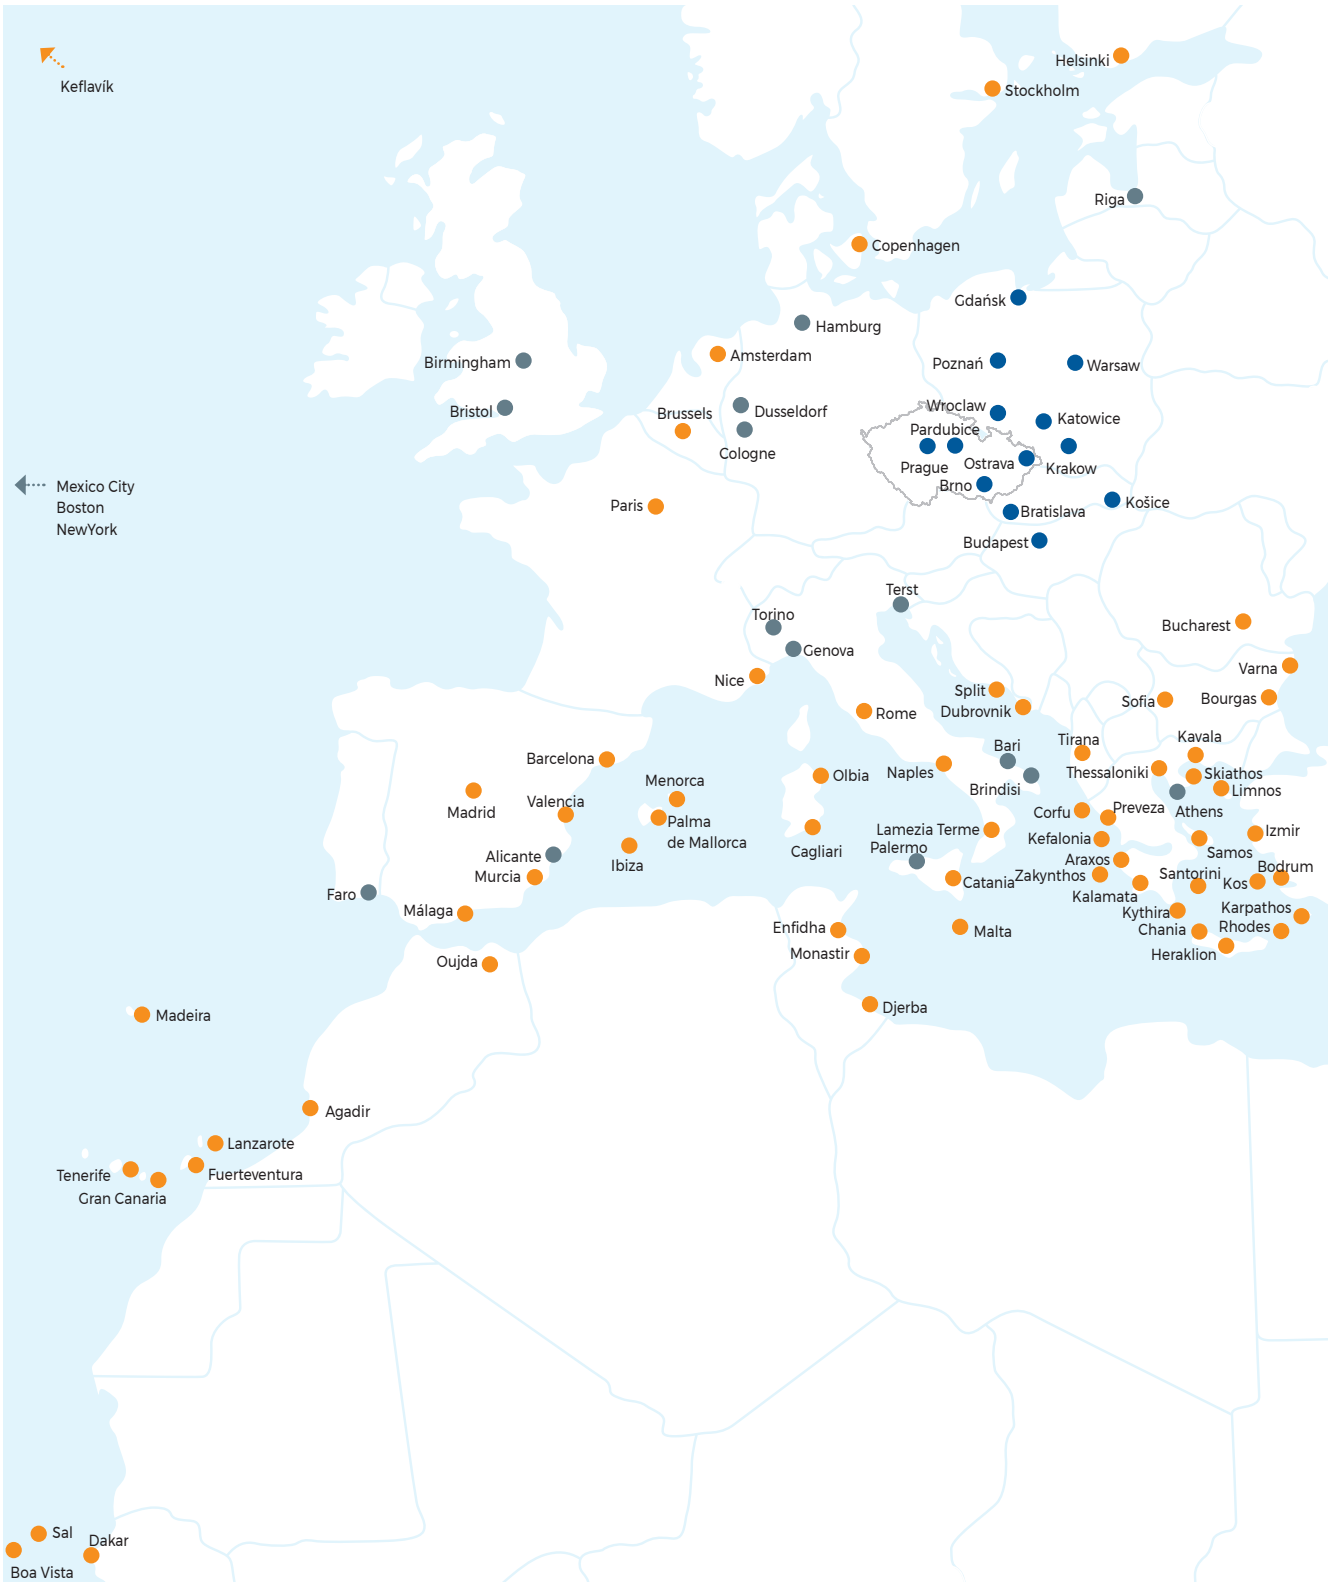 Helsinki
Keflavík
Stockholm
Riga
Copenhagen
Gdańsk
Hamburg
Amsterdam
Birmingham
Poznań
Warsaw
Bristol
Brussels
Dusseldorf
Wroclaw
Katowice
Pardubice
Cologne
Prague
Ostrava
Krakow
Brno
Mexico City
Boston
NewYork
Košice
Paris
Bratislava
Budapest
Terst
Torino
Bucharest
Genova
Varna
Nice
Split
Sofia
Bourgas
Rome
Dubrovnik
Kavala
Tirana
Bari
Barcelona
Thessaloniki
Skiathos
Naples
Olbia
Menorca
Brindisi
Limnos
Valencia
Madrid
Preveza
Athens
Corfu
Palma
de Mallorca
Lamezia Terme
Izmir
Kefalonia
Palermo
Cagliari
Samos
Alicante
Araxos
Ibiza
Bodrum
Murcia
Zakynthos
Santorini
Catania
Kos
Faro
Kalamata
Málaga
Kythira
Karpathos
Enfidha
Malta
Chania
Rhodes
Monastir
Heraklion
Oujda
Djerba
Madeira
Agadir
Lanzarote
Tenerife
Fuerteventura
Gran Canaria
Sal
Dakar
Boa Vista